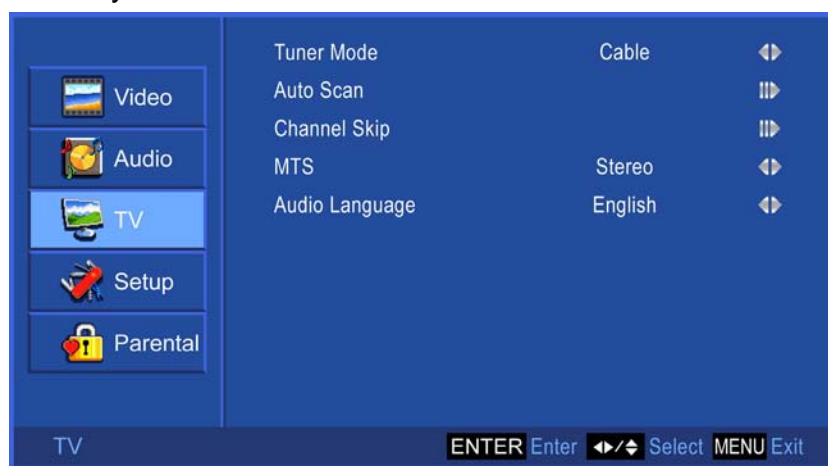 Video
Audio
TV
Setup
Parental
Tuner Mode Cable
Auto Scan
Channel Skip
MTS Stereo
Audio Language English
TV ENTER Enter / Select MENU Exit